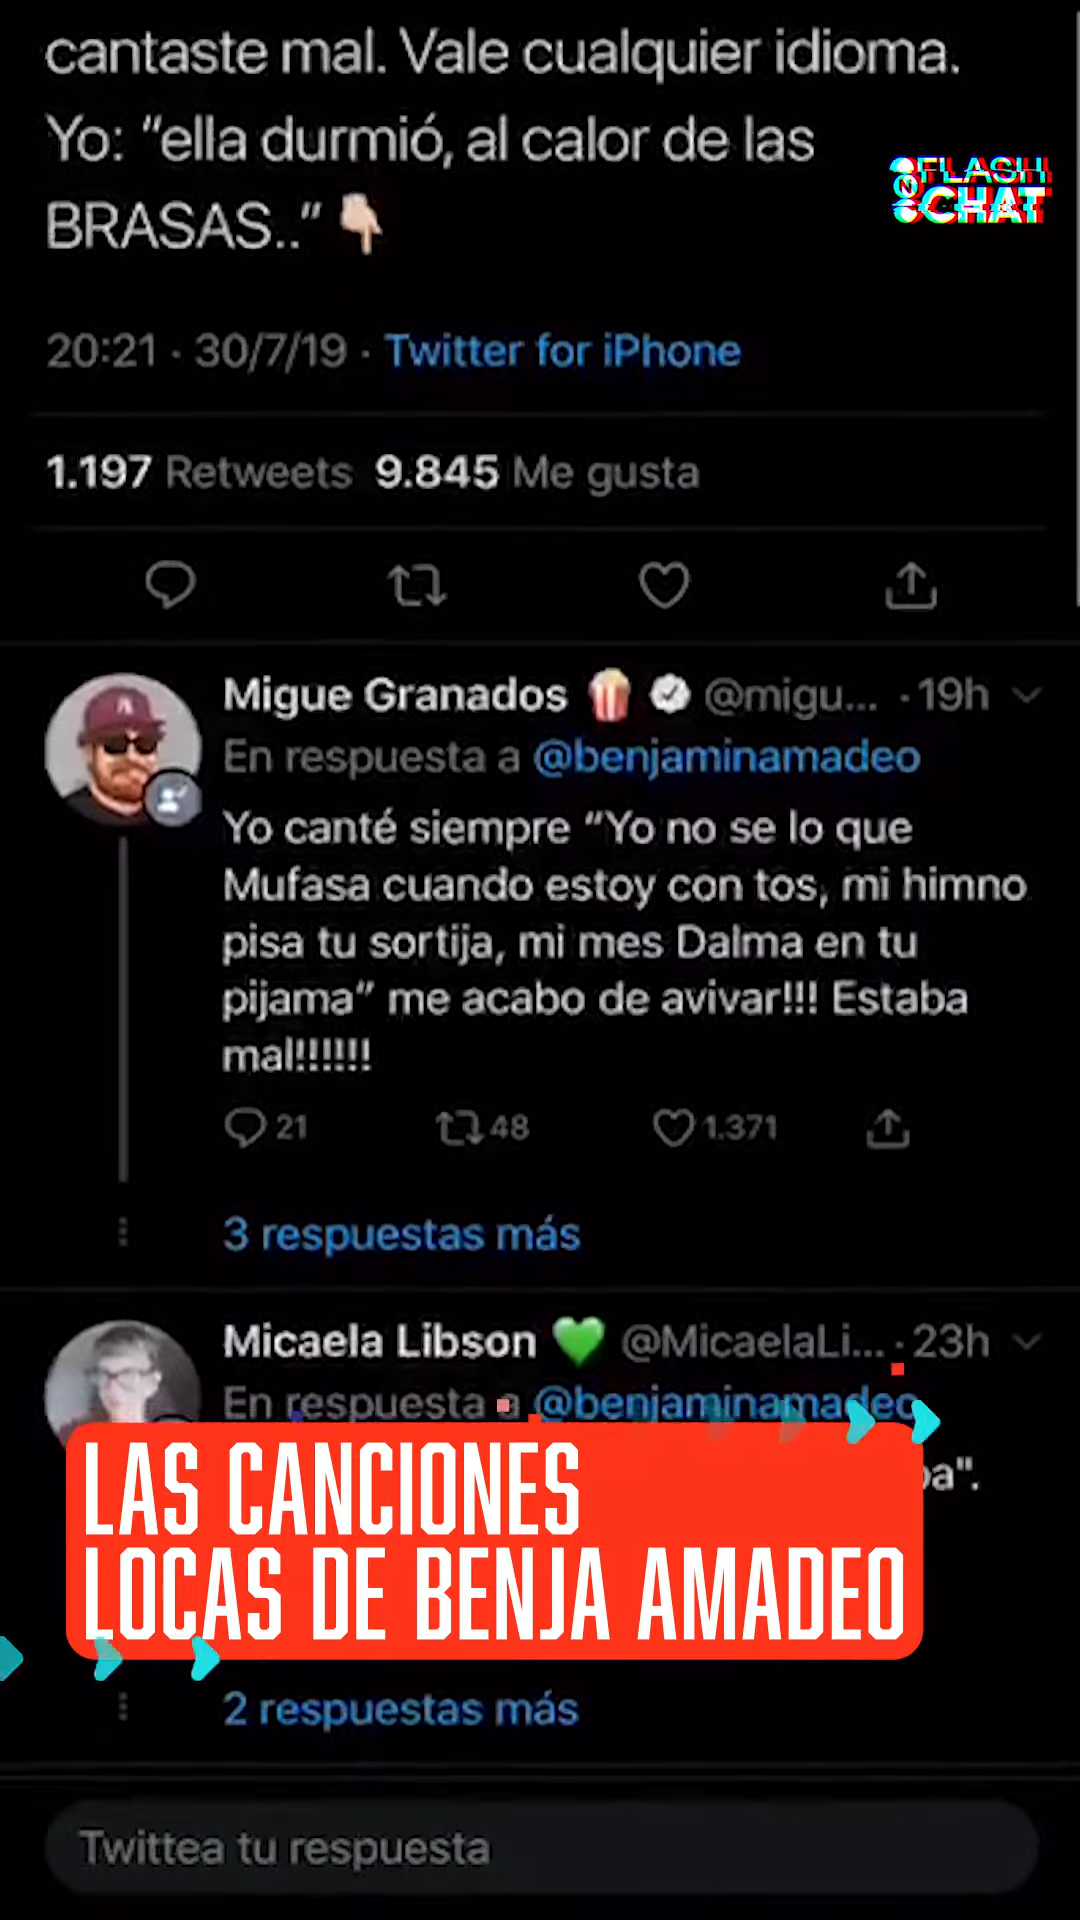 cantaste mal. Vale cualquier idioma.
Yo: “ella durmió, al calor de las
BRASAS..” 👇🏻
FLASH
N
CHAT
20:21 · 30/7/19 · Twitter for iPhone
1.197 Retweets 9.845 Me gusta
Migue Granados 🍿 @migu... · 19h
En respuesta a @benjaminamadeo
Yo canté siempre “Yo no se lo que
Mufasa cuando estoy con tos, mi himno
pisa tu sortija, mi mes Dalma en tu
pijama” me acabo de avivar!!! Estaba
mal!!!!!!
21 48 1.371
3 respuestas más
Micaela Libson 💚 @MicaelaLi... · 23h
En respuesta a @benjaminamadeo
LAS CANCIONES
LOCAS DE BENJA AMADEO
2 respuestas más
Twittea tu respuesta